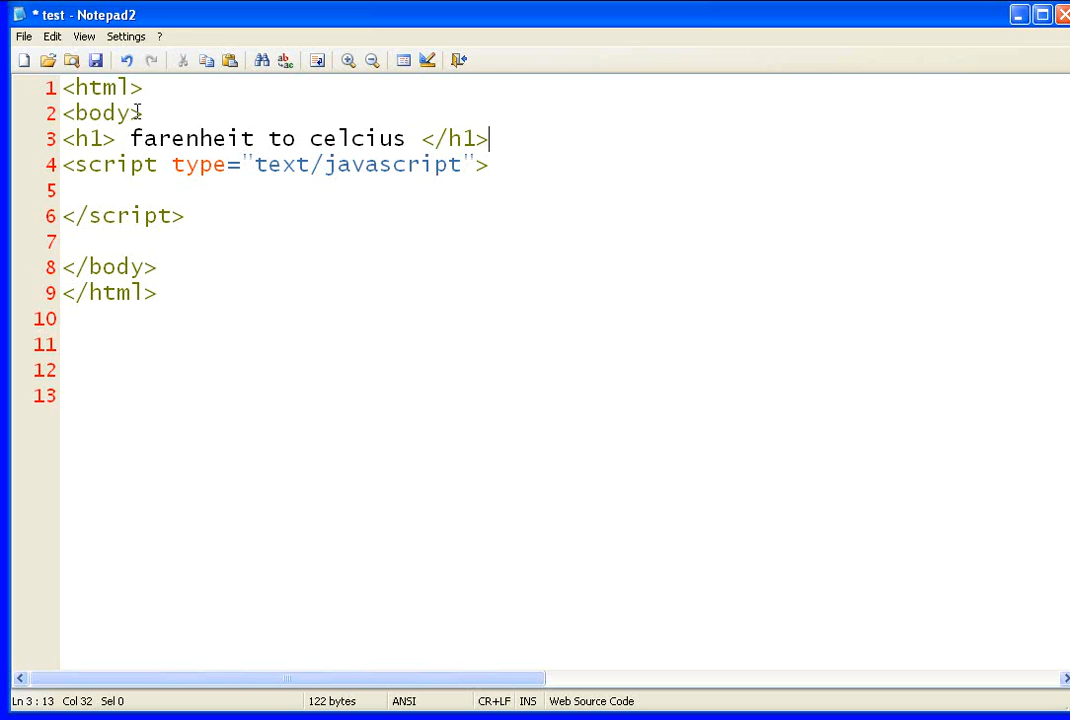 * test - Notepad2
File Edit View Settings ?
1 <html>
2 <body>
3 <h1> farenheit to celcius </h1>
4 <script type="text/javascript">
5
6 </script>
7
8 </body>
9 </html>
10
11
12
13
Ln 3 : 13 Col 32 Sel 0 122 bytes ANSI CR+LF INS Web Source Code